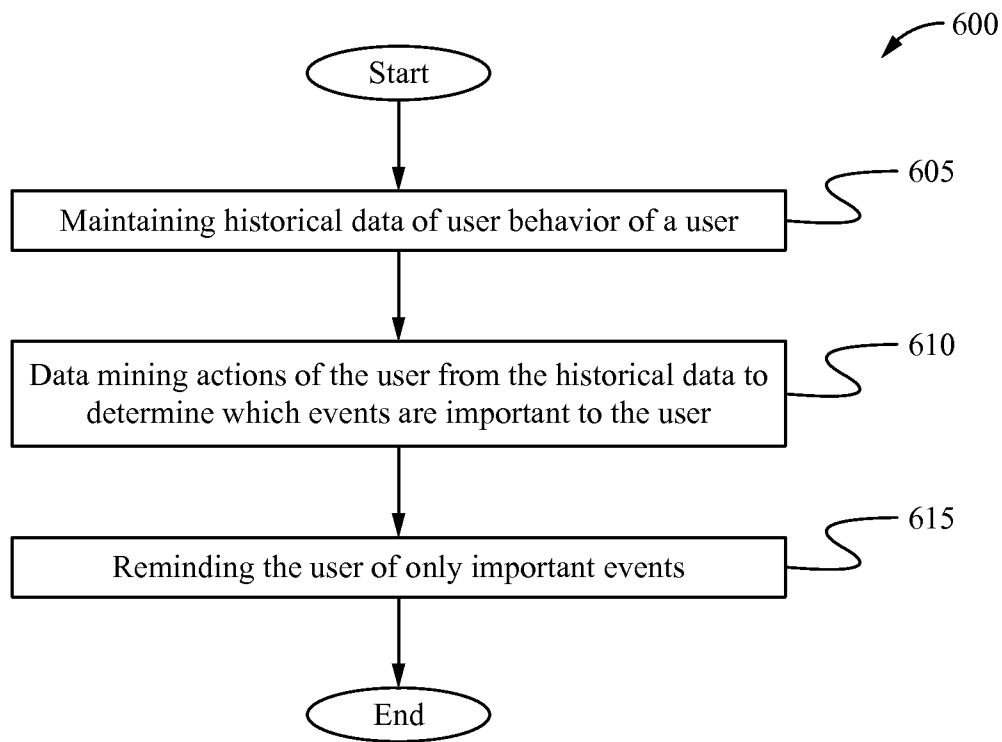 600
Start
605
Maintaining historical data of user behavior of a user
610
Data mining actions of the user from the historical data to
determine which events are important to the user
615
Reminding the user of only important events
End